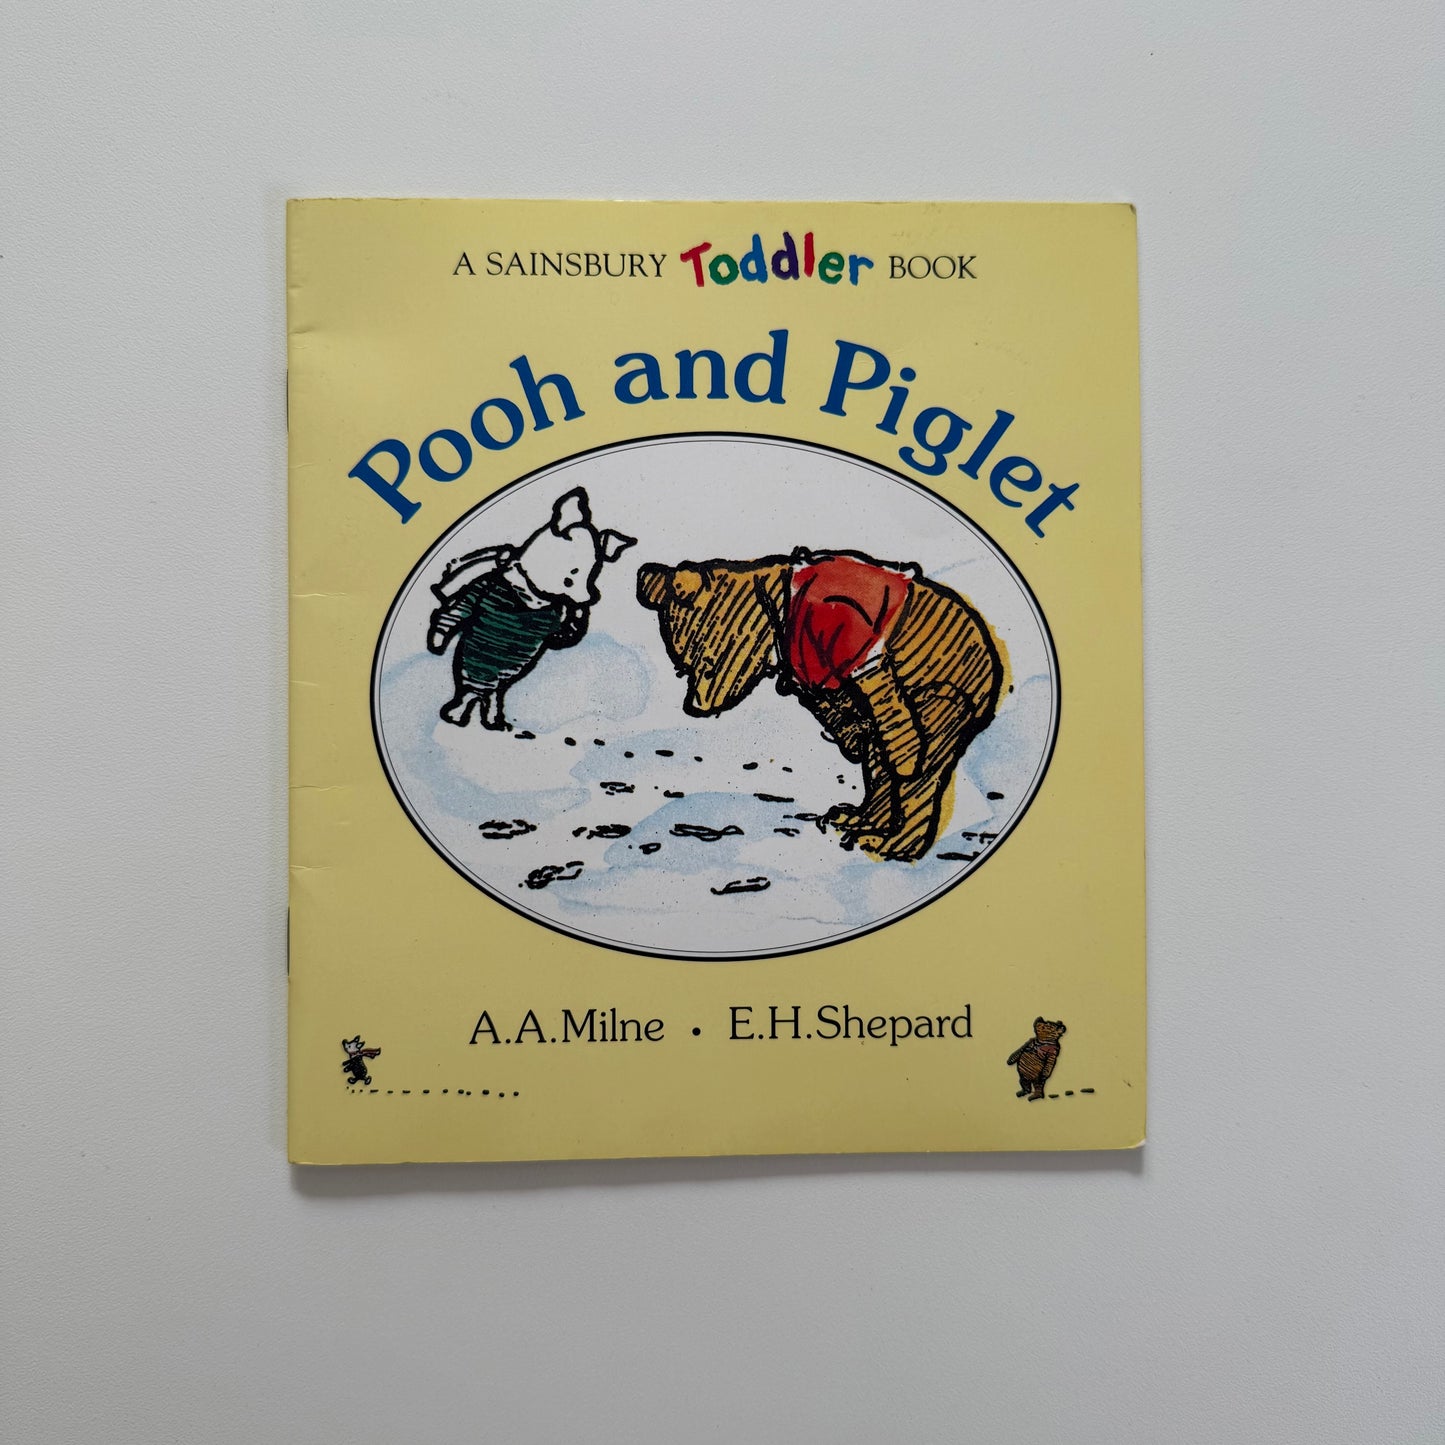 A SAINSBURY Toddler BOOK
Pooh and Piglet
A.A.Milne • E.H.Shepard